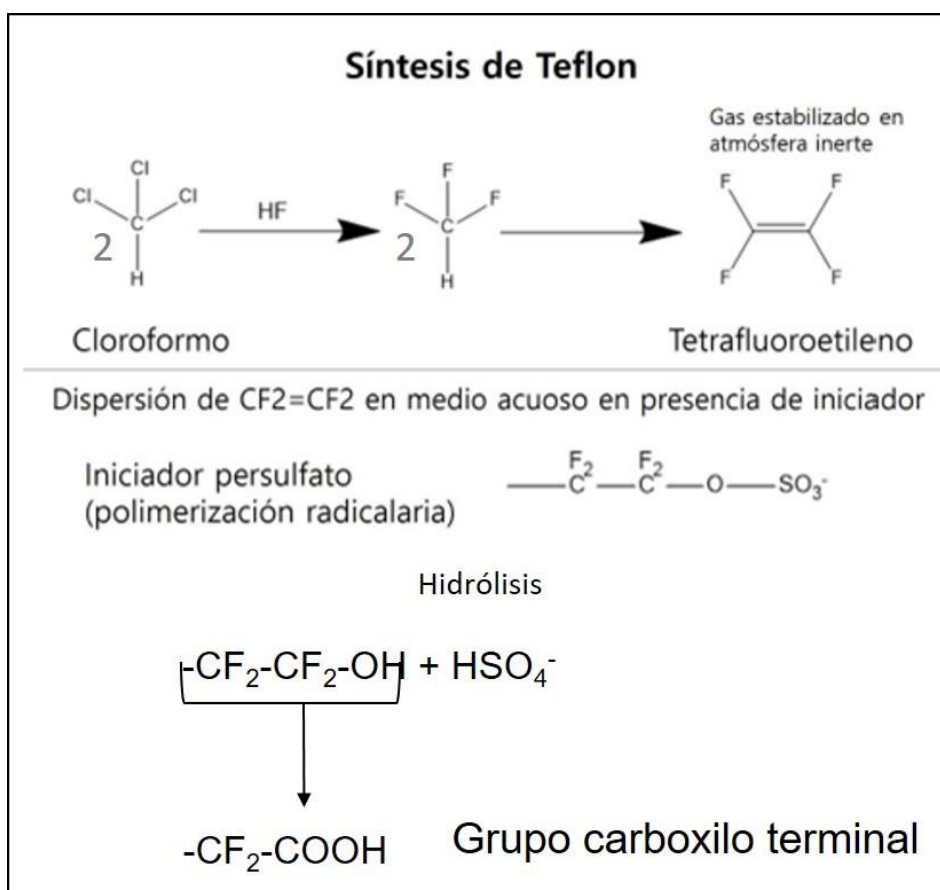 Síntesis de Teflon
Gas estabilizado en
atmósfera inerte
Cl
Cl Cl
C
2
H
HF
F
F F
C
2
H
F F
F F
Cloroformo
Tetrafluoroetileno
Dispersión de CF2=CF2 en medio acuoso en presencia de iniciador
Iniciador persulfato
(polimerización radicalaria)
F₂ F₂
C—C—O—SO₃⁻
Hidrólisis
-CF₂-CF₂-OH + HSO₄⁻
-CF₂-COOH
Grupo carboxilo terminal